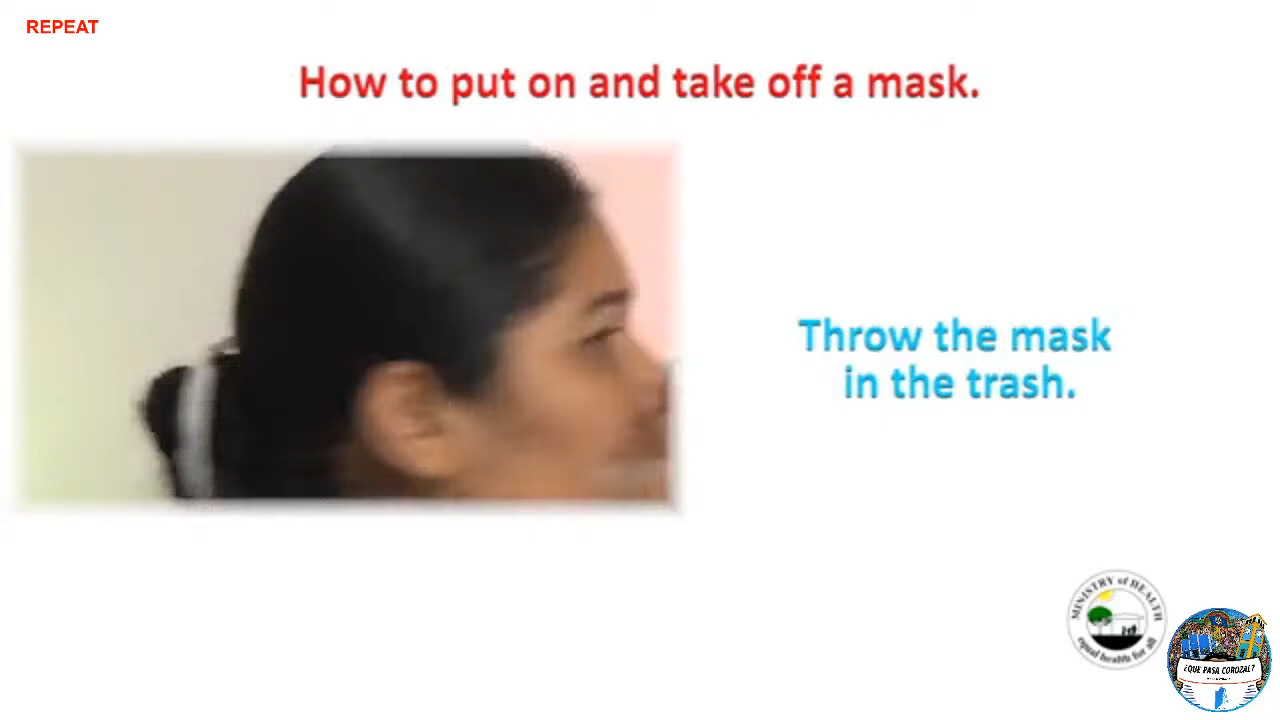 REPEAT
How to put on and take off a mask.
Throw the mask
in the trash.
MINISTRY of HEALTH
equal health for all
¿QUE PASA COROZAL?